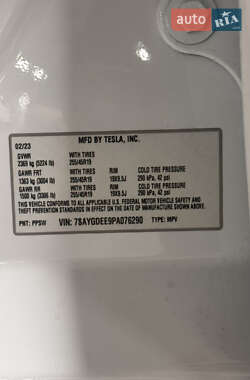 auto RIA
MFD BY TESLA, INC.
02/23
GVWR WITH TIRES
2369 kg (5224 lb) 255/45R19
GAWR FRT WITH TIRES RIM COLD TIRE PRESSURE
1363 kg (3004 lb) 255/45R19 19X9.5J 290 kPa, 42 psi
GAWR RR WITH TIRES RIM COLD TIRE PRESSURE
1500 kg (3306 lb) 255/45R19 19X9.5J 290 kPa, 42 psi
THIS VEHICLE CONFORMS TO ALL APPLICABLE U.S. FEDERAL MOTOR VEHICLE SAFETY AND
THEFT PREVENTION STANDARDS IN EFFECT ON THE DATE OF MANUFACTURE SHOWN ABOVE.
PNT: PPSW VIN: 7SAYGDEE9PA076290 TYPE: MPV